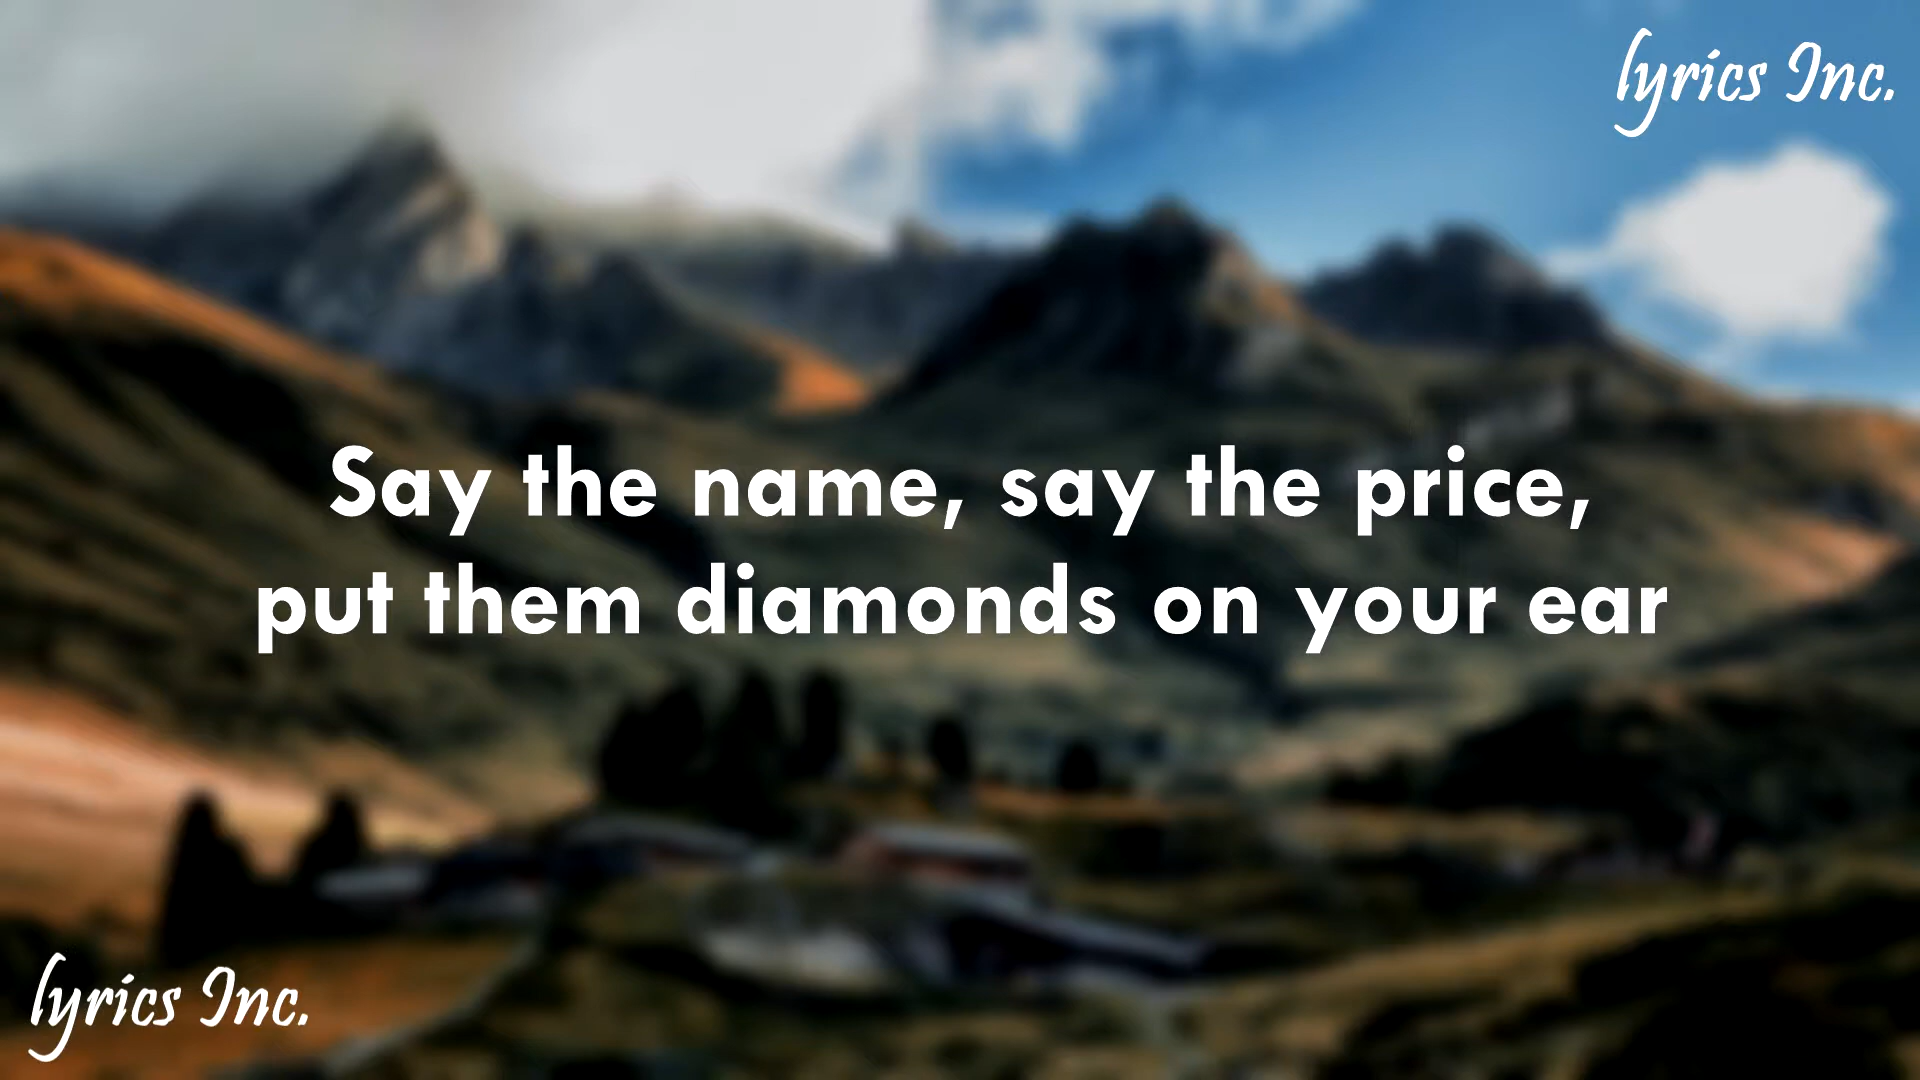 lyrics Inc.
Say the name, say the price,
put them diamonds on your ear
lyrics Inc.